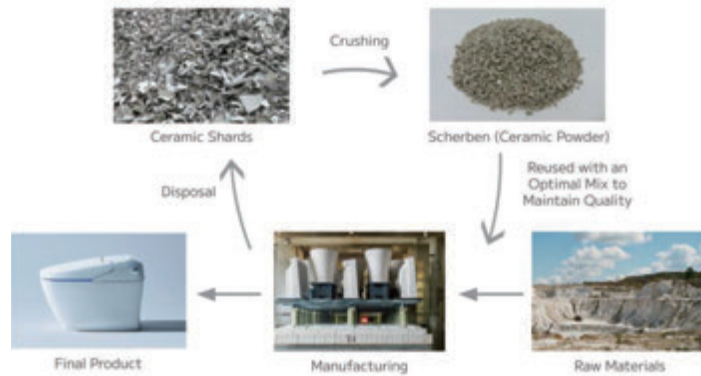 Crushing
Ceramic Shards
Scherben (Ceramic Powder)
Disposal
Reused with an
Optimal Mix to
Maintain Quality
Final Product
Manufacturing
Raw Materials